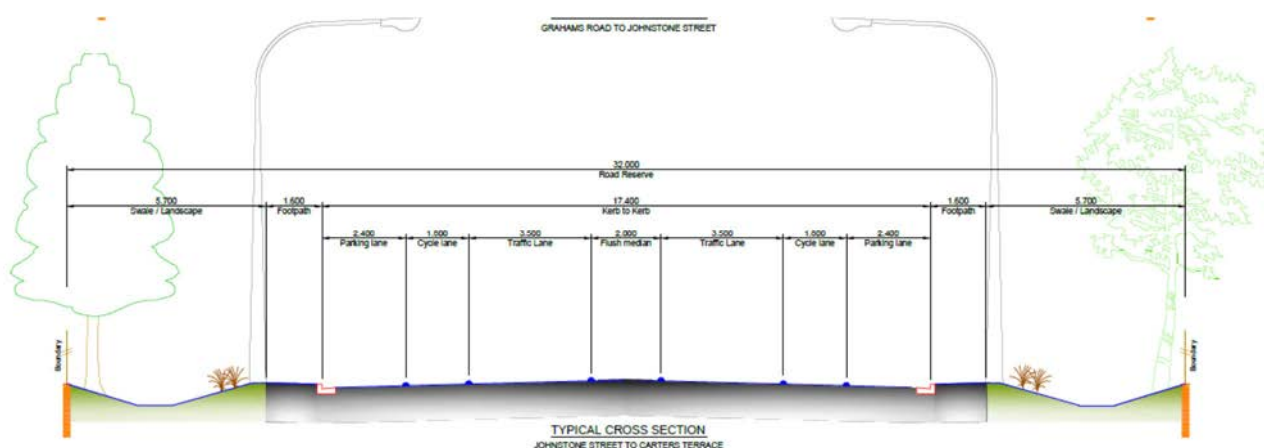 GRAHAMS ROAD TO JOHNSTONE STREET
32.000
Road Reserve
5.700 1.600 17.400 1.600 5.700
Swale / Landscape Footpath Kerb to Kerb Footpath Swale / Landscape
2.400 1.800 3.500 2.000 3.500 1.800 2.400
Parking lane Cycle lane Traffic Lane Flush median Traffic Lane Cycle lane Parking lane
Boundary
Boundary
TYPICAL CROSS SECTION
JOHNSTONE STREET TO CARTERS TERRACE